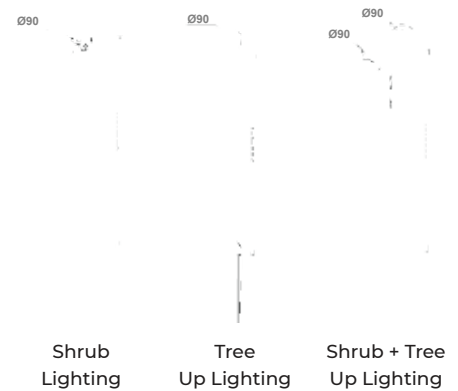 Ø90
Ø90
Ø90
Ø90
Shrub
Lighting
Tree
Up Lighting
Shrub + Tree
Up Lighting